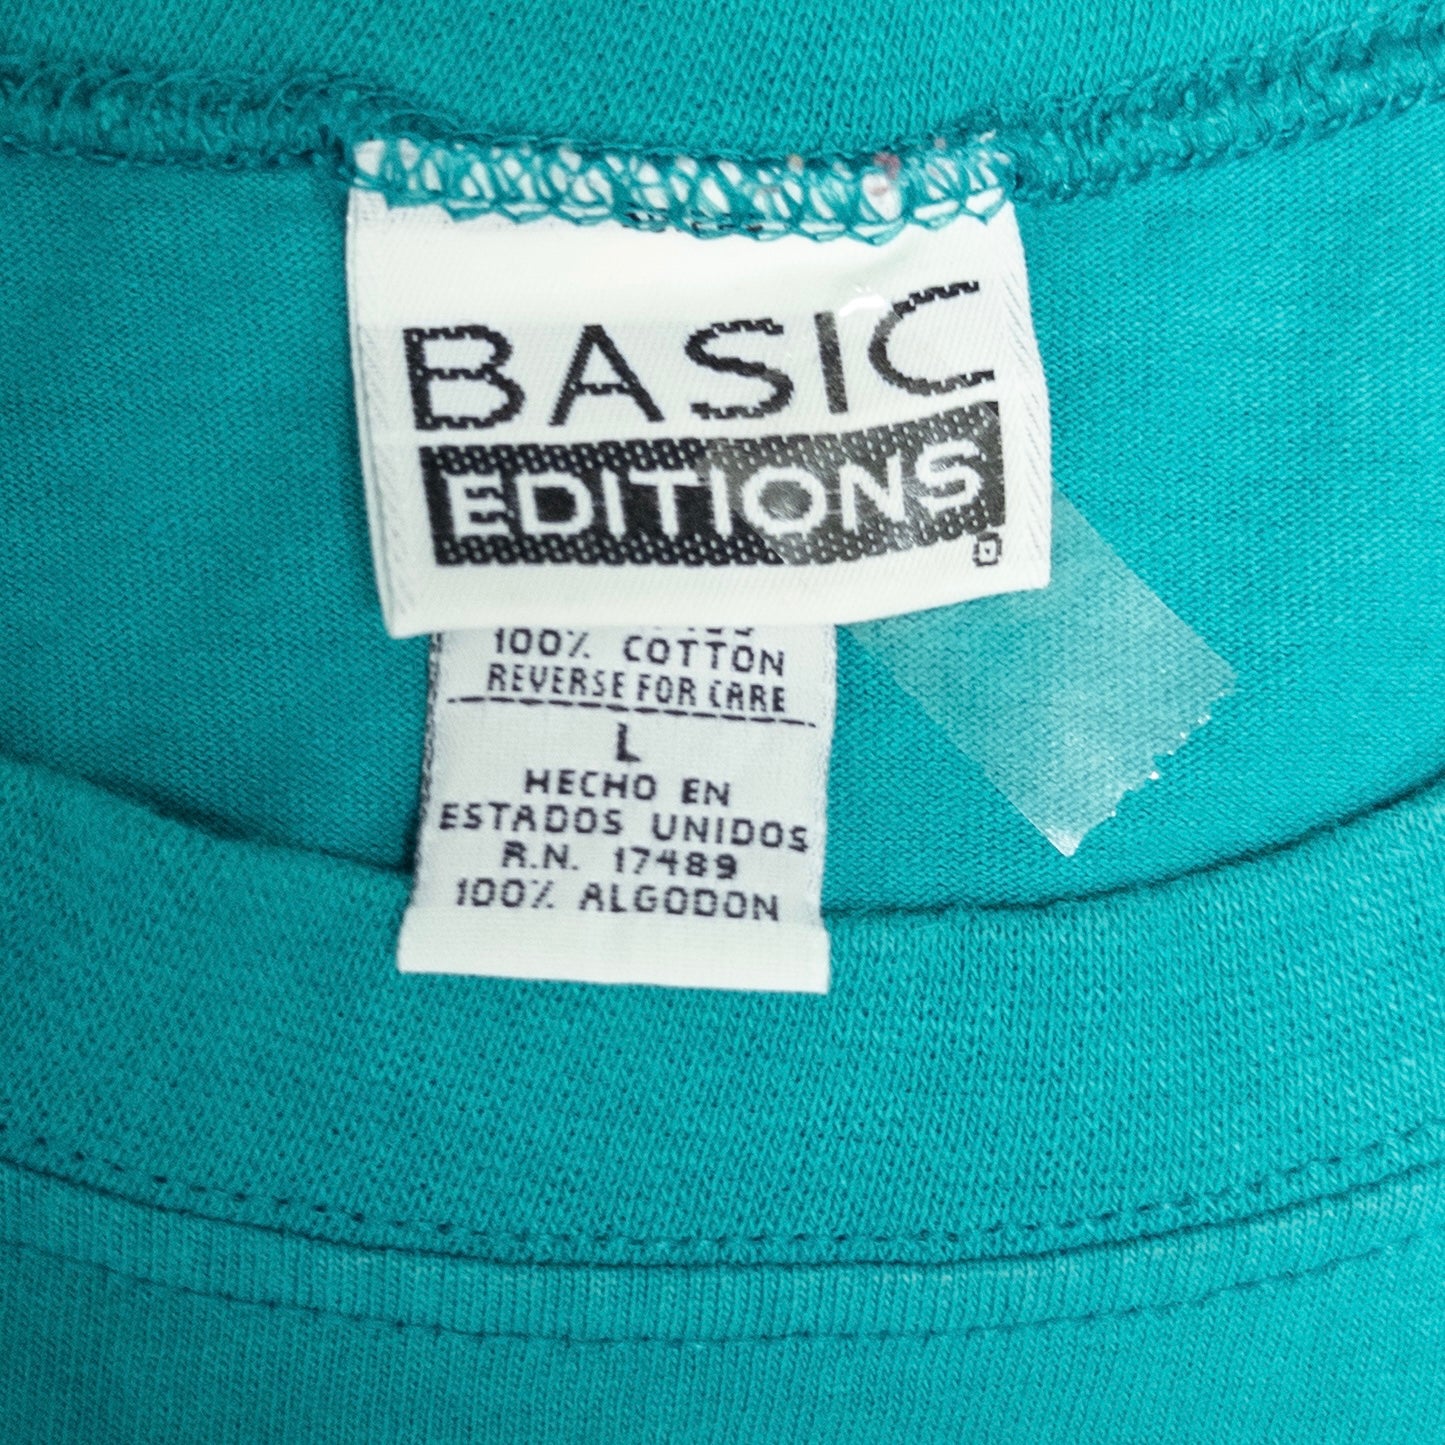 BASIC
EDITIONS
100% COTTON
REVERSE FOR CARE
L
HECHO EN
ESTADOS UNIDOS
R.N. 17489
100% ALGODON